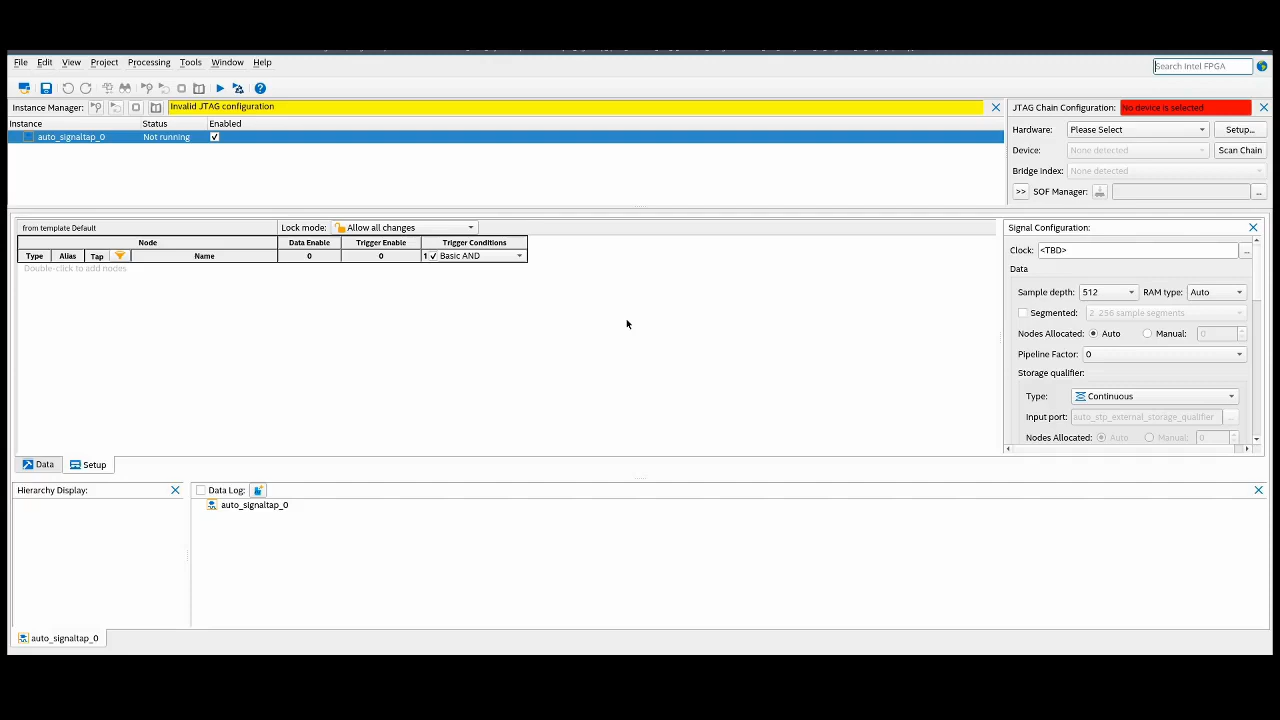 File Edit View Project Processing Tools Window Help
Search Intel FPGA
Instance Manager: Invalid JTAG configuration
Instance Status Enabled
auto_signaltap_0 Not running
JTAG Chain Configuration: No device is selected
Hardware: Please Select Setup...
Device: None detected Scan Chain
Bridge Index: None detected
>> SOF Manager: ...
from template Default Lock mode: Allow all changes
Node Data Enable Trigger Enable Trigger Conditions
Type Alias Tap Name 0 0 1 Basic AND
Double-click to add nodes
Signal Configuration:
Clock: <TBD> ...
Data
Sample depth: 512 RAM type: Auto
Segmented: 2 256 sample segments
Nodes Allocated: Auto Manual: 0
Pipeline Factor: 0
Storage qualifier:
Type: Continuous
Input port: auto_stp_external_storage_qualifier ...
Nodes Allocated: Auto Manual: 0
Data Setup
Hierarchy Display:
Data Log:
auto_signaltap_0
auto_signaltap_0